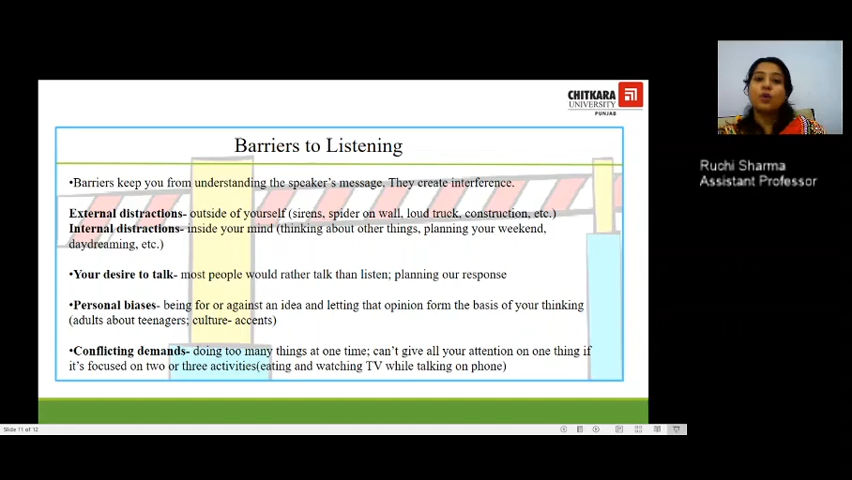 CHITKARA
UNIVERSITY
PUNJAB
Barriers to Listening
•Barriers keep you from understanding the speaker's message. They create interference.
External distractions- outside of yourself (sirens, spider on wall, loud truck, construction, etc.)
Internal distractions- inside your mind (thinking about other things, planning your weekend,
daydreaming, etc.)
•Your desire to talk- most people would rather talk than listen; planning our response
•Personal biases- being for or against an idea and letting that opinion form the basis of your thinking
(adults about teenagers; culture- accents)
•Conflicting demands- doing too many things at one time; can't give all your attention on one thing if
it's focused on two or three activities(eating and watching TV while talking on phone)
Slide 11 of 12
Ruchi Sharma
Assistant Professor